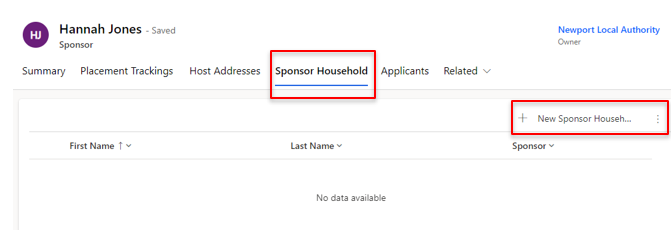 HJ
Hannah Jones - Saved
Sponsor
Newport Local Authority
Owner
Summary Placement Trackings Host Addresses Sponsor Household Applicants Related
+ New Sponsor Househ...
First Name ↑ Last Name Sponsor
No data available